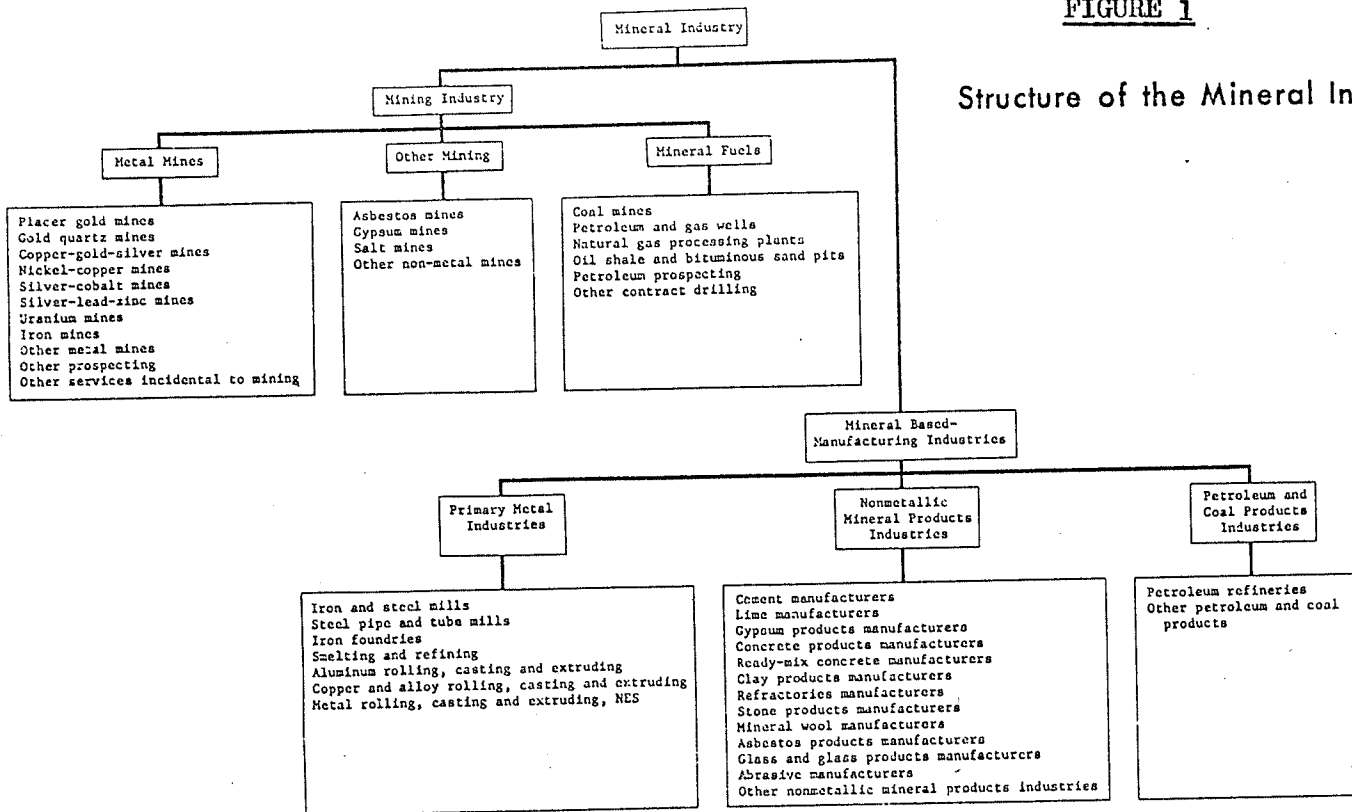 FIGURE 1
Structure of the Mineral In
Mineral Industry
Mining Industry
Metal Mines
Other Mining
Mineral Fuels
Placer gold mines
Gold quartz mines
Copper-gold-silver mines
Nickel-copper mines
Silver-cobalt mines
Silver-lead-zinc mines
Uranium mines
Iron mines
Other metal mines
Other prospecting
Other services incidental to mining
Asbestos mines
Gypsum mines
Salt mines
Other non-metal mines
Coal mines
Petroleum and gas wells
Natural gas processing plants
Oil shale and bituminous sand pits
Petroleum prospecting
Other contract drilling
Mineral Based-
Manufacturing Industries
Primary Metal
Industries
Nonmetallic
Mineral Products
Industries
Petroleum and
Coal Products
Industries
Iron and steel mills
Steel pipe and tube mills
Iron foundries
Smelting and refining
Aluminum rolling, casting and extruding
Copper and alloy rolling, casting and extruding
Metal rolling, casting and extruding, NES
Cement manufacturers
Lime manufacturers
Gypsum products manufacturers
Concrete products manufacturers
Ready-mix concrete manufacturers
Clay products manufacturers
Refractories manufacturers
Stone products manufacturers
Mineral wool manufacturers
Asbestos products manufacturers
Glass and glass products manufacturers
Abrasive manufacturers
Other nonmetallic mineral products industries
Petroleum refineries
Other petroleum and coal
products